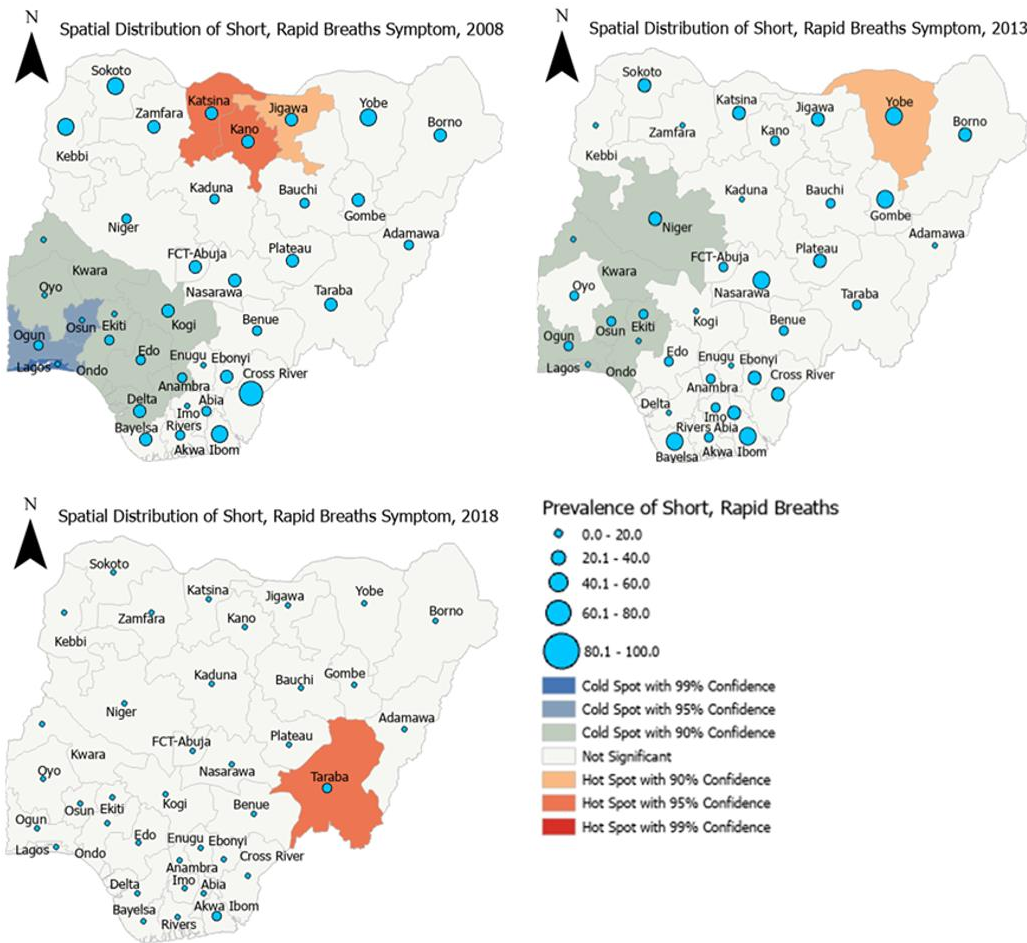 N
Spatial Distribution of Short, Rapid Breaths Symptom, 2008
Sokoto
Katsina
Zamfara
Jigawa
Yobe
Kano
Borno
Kebbi
Kaduna
Bauchi
Gombe
Niger
Adamawa
FCT-Abuja
Plateau
Kwara
Nasarawa
Oyo
Taraba
Kogi
Benue
Osun
Ekiti
Ogun
Edo
Enugu
Ebonyi
Lagos
Ondo
Cross River
Anambra
Delta
Abia
Imo
Bayelsa
Rivers
Akwa Ibom
N
Spatial Distribution of Short, Rapid Breaths Symptom, 2013
Sokoto
Katsina
Jigawa
Yobe
Zamfara
Kano
Borno
Kebbi
Kaduna
Bauchi
Gombe
Niger
Adamawa
Plateau
FCT-Abuja
Kwara
Oyo
Nasarawa
Taraba
Kogi
Benue
Osun
Ekiti
Ogun
Edo
Enugu
Ebonyi
Lagos
Ondo
Cross River
Anambra
Delta
Imo
Rivers
Abia
Bayelsa
Akwa Ibom
N
Spatial Distribution of Short, Rapid Breaths Symptom, 2018
Sokoto
Katsina
Jigawa
Yobe
Zamfara
Kano
Borno
Kebbi
Kaduna
Bauchi
Gombe
Niger
Adamawa
Plateau
FCT-Abuja
Kwara
Oyo
Nasarawa
Taraba
Kogi
Benue
Osun
Ekiti
Ogun
Edo
Enugu
Ebonyi
Lagos
Ondo
Cross River
Anambra
Imo
Delta
Abia
Bayelsa
Akwa Ibom
Rivers
Prevalence of Short, Rapid Breaths
0.0 - 20.0
20.1 - 40.0
40.1 - 60.0
60.1 - 80.0
80.1 - 100.0
Cold Spot with 99% Confidence
Cold Spot with 95% Confidence
Cold Spot with 90% Confidence
Not Significant
Hot Spot with 90% Confidence
Hot Spot with 95% Confidence
Hot Spot with 99% Confidence